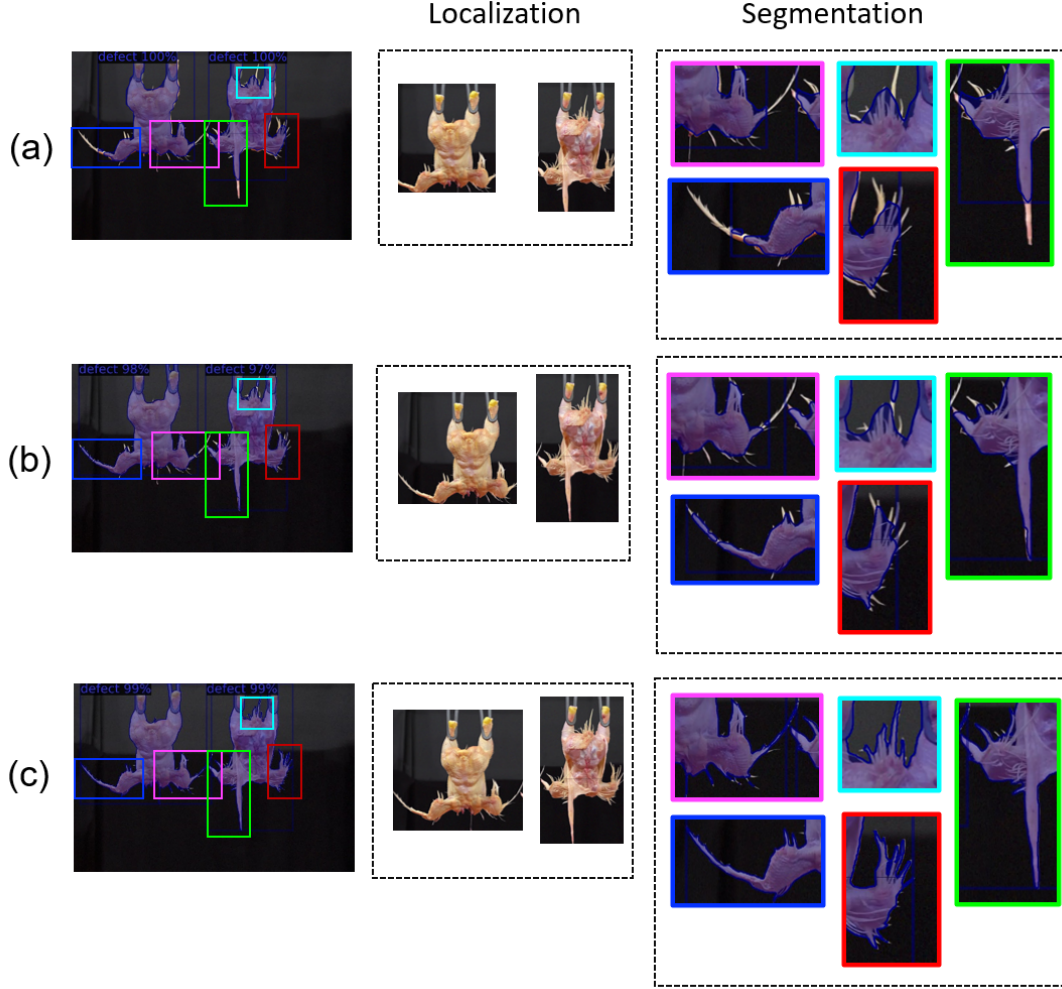 Localization
Segmentation
(a)
defect 100%
defect 100%
(b)
defect 98%
defect 97%
(c)
defect 99%
defect 99%